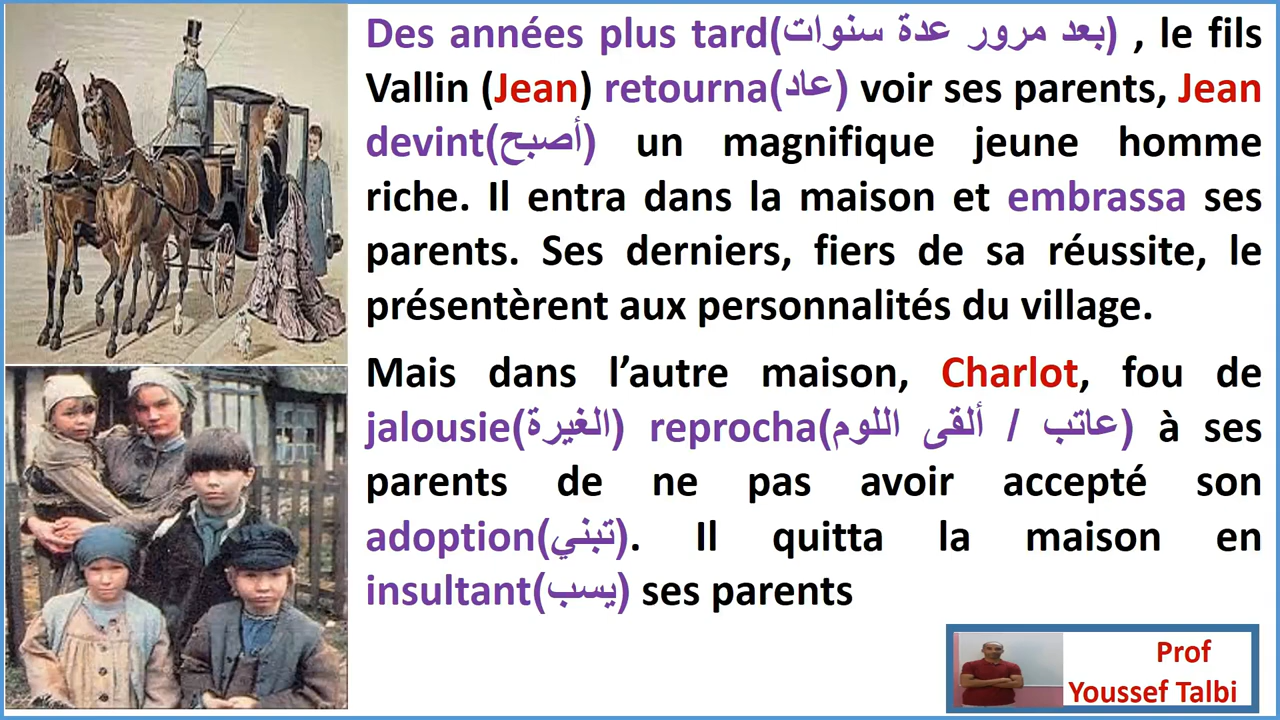 Des années plus tard(بعد مرور عدة سنوات) , le fils
Vallin (Jean) retourna(عاد) voir ses parents, Jean
devint(أصبح) un magnifique jeune homme
riche. Il entra dans la maison et embrassa ses
parents. Ses derniers, fiers de sa réussite, le
présentèrent aux personnalités du village.
Mais dans l’autre maison, Charlot, fou de
jalousie(الغيرة) reprocha(عاتب / ألقى اللوم) à ses
parents de ne pas avoir accepté son
adoption(تبني). Il quitta la maison en
insultant(يسب) ses parents
Prof
Youssef Talbi